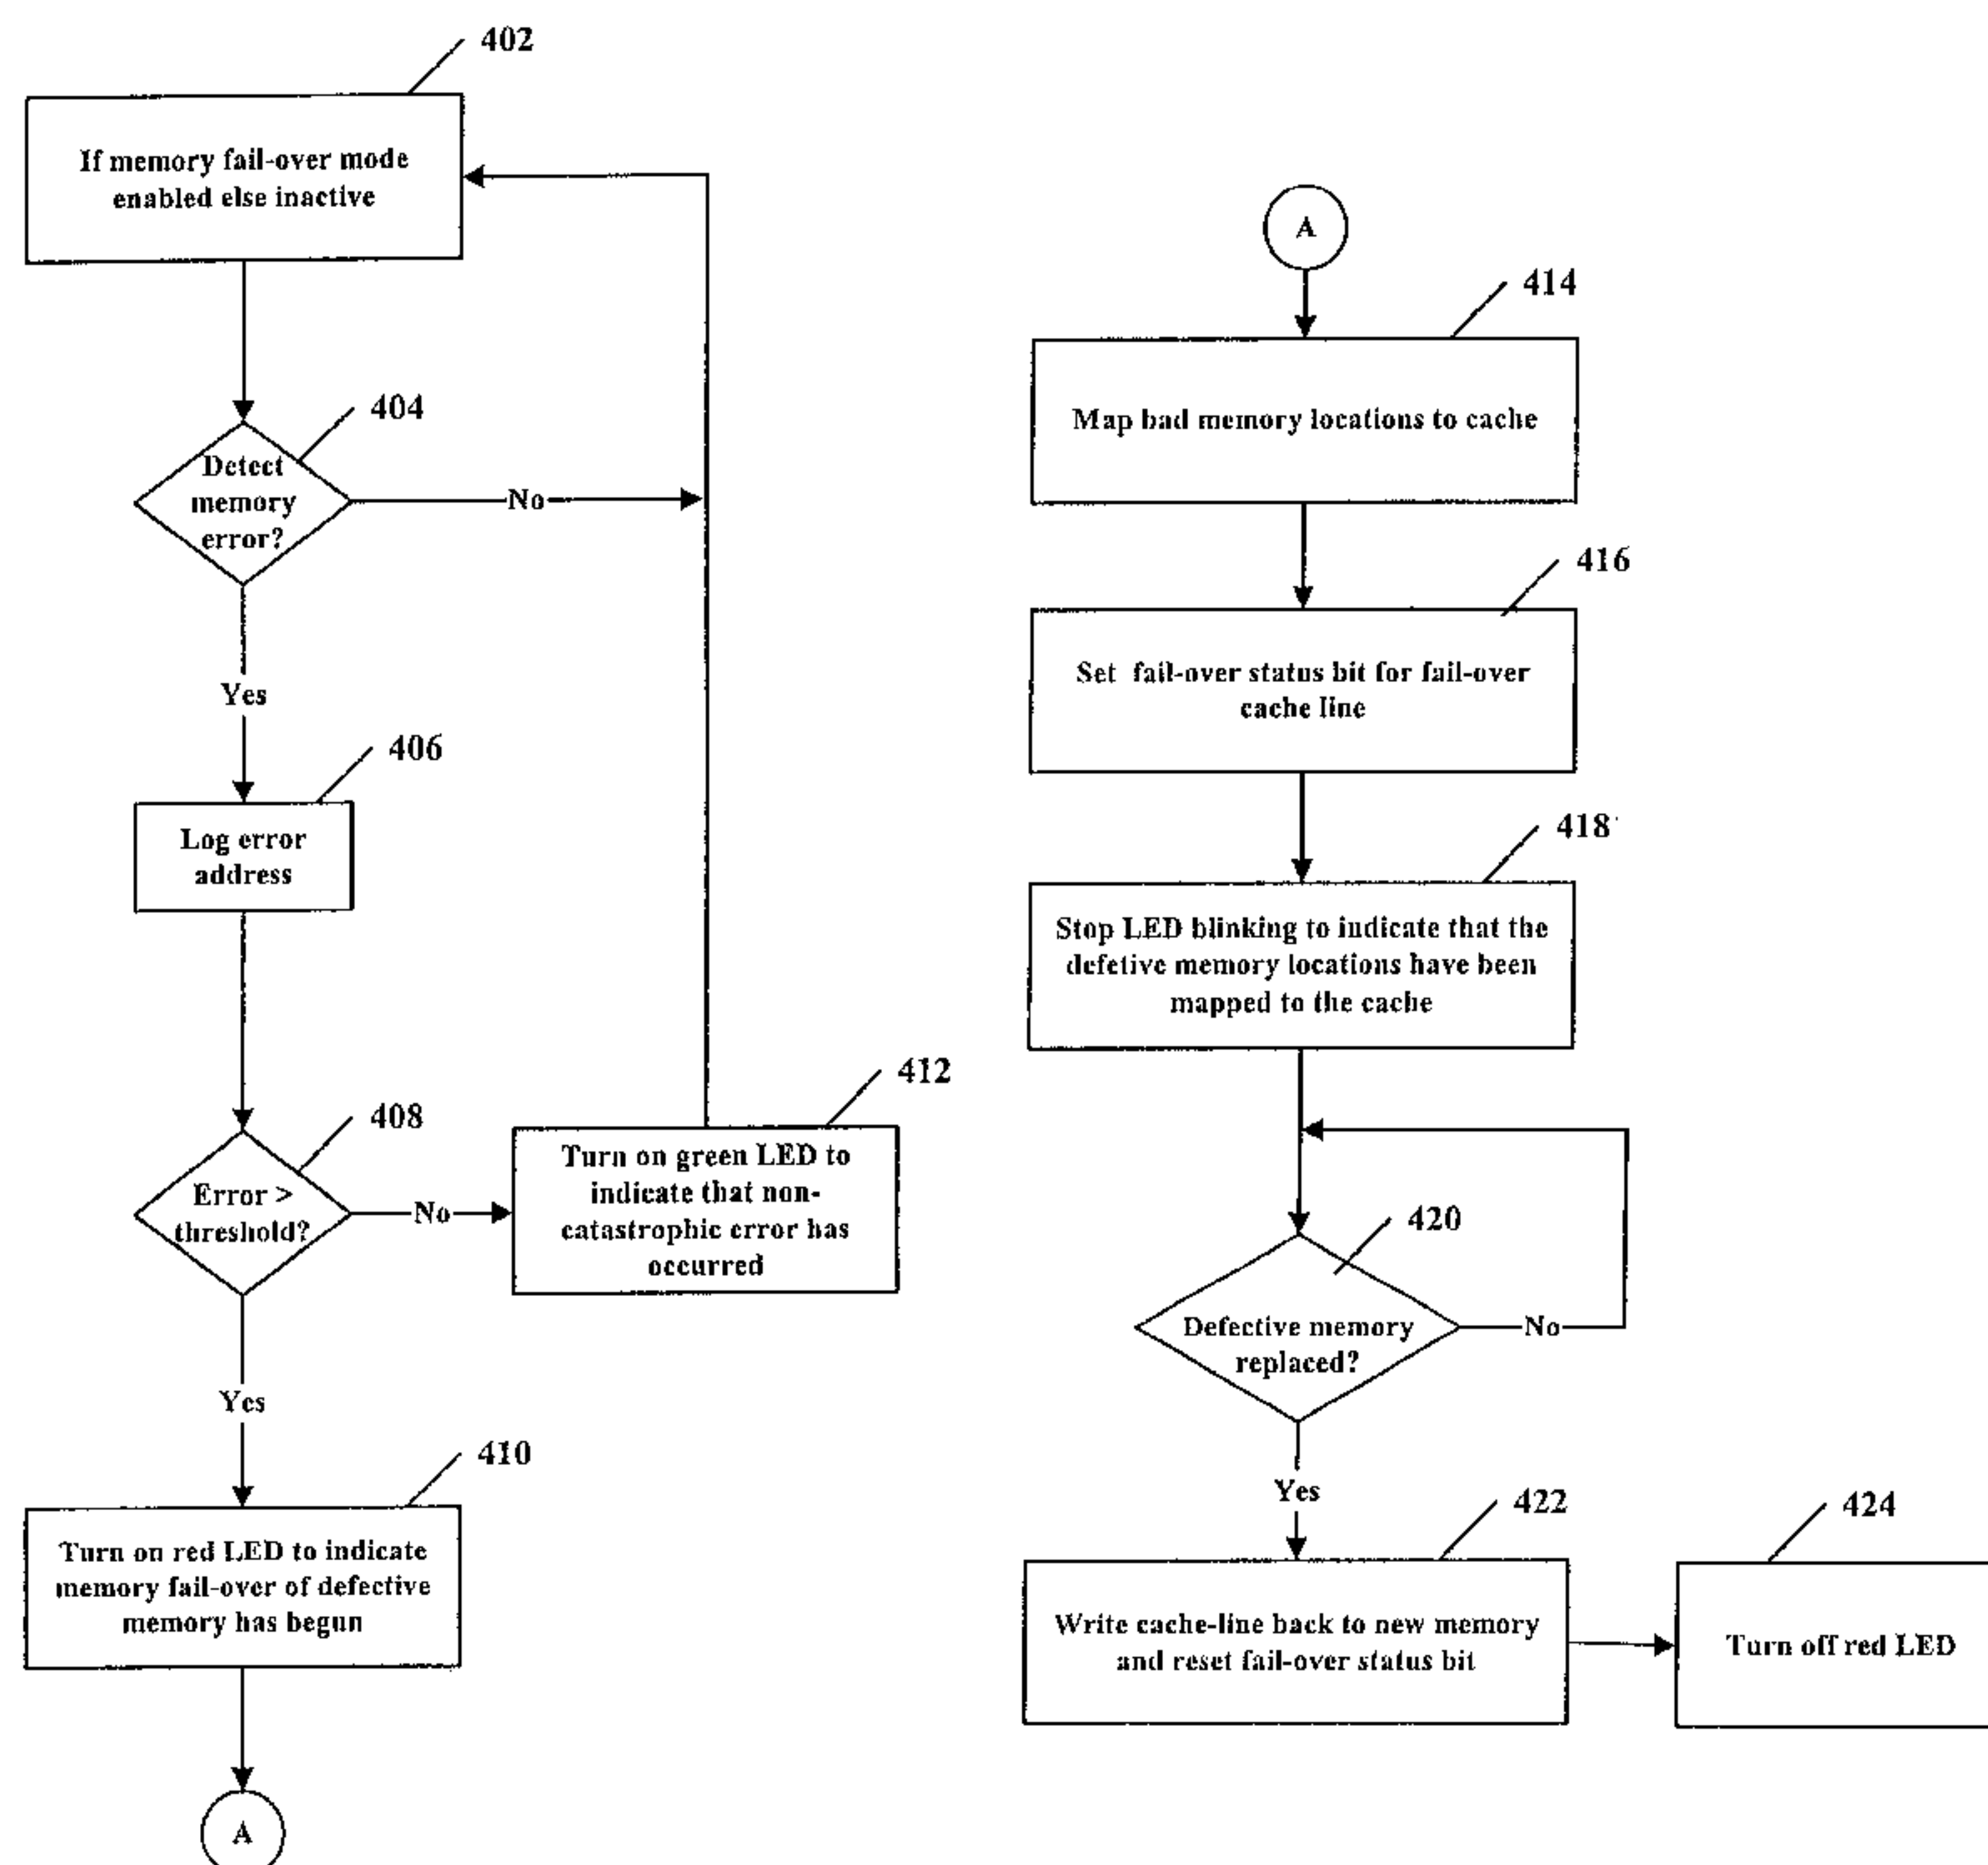 402
If memory fail-over mode
enabled else inactive
404
Detect
memory
error?
No
Yes
406
Log error
address
408
Error >
threshold?
No
412
Turn on green LED to
indicate that non-
catastrophic error has
occurred
Yes
410
Turn on red LED to indicate
memory fail-over of defective
memory has begun
A
A
414
Map bad memory locations to cache
416
Set fail-over status bit for fail-over
cache line
418
Stop LED blinking to indicate that the
defetive memory locations have been
mapped to the cache
420
Defective memory
replaced?
No
Yes
422
Write cache-line back to new memory
and reset fail-over status bit
424
Turn off red LED